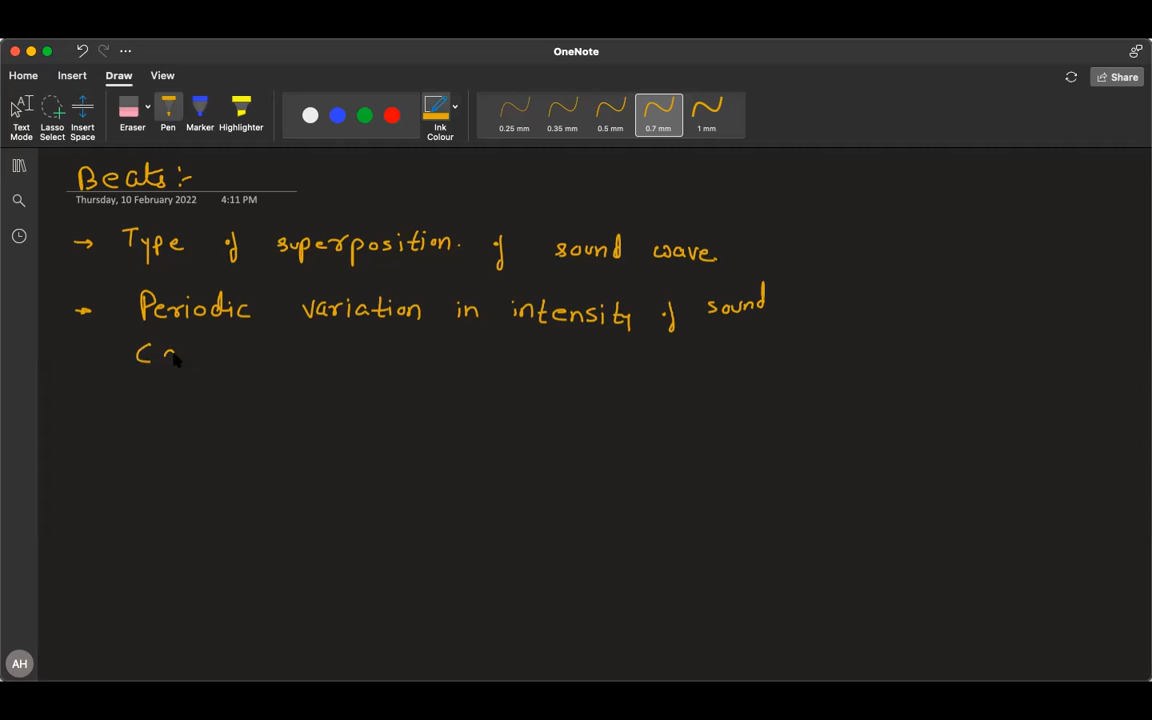 OneNote
Home Insert Draw View Share
Text Mode Lasso Select Insert Space Eraser Pen Marker Highlighter Ink Colour 0.25 mm 0.35 mm 0.5 mm 0.7 mm 1 mm
Beats :-
Thursday, 10 February 2022 4:11 PM
→ Type of superposition. of sound wave
→ Periodic variation in intensity of sound
AH